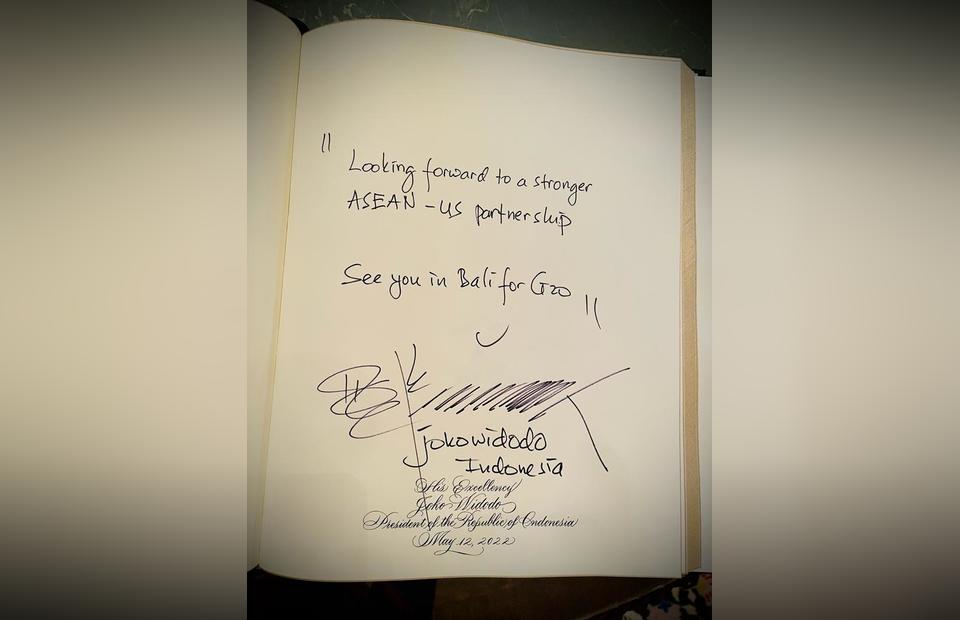 "Looking forward to a stronger
ASEAN - US partnership
See you in Bali for G20"
jokowidodo
Indonesia
His Excellency
Joko Widodo
President of the Republic of Indonesia
May 12, 2022